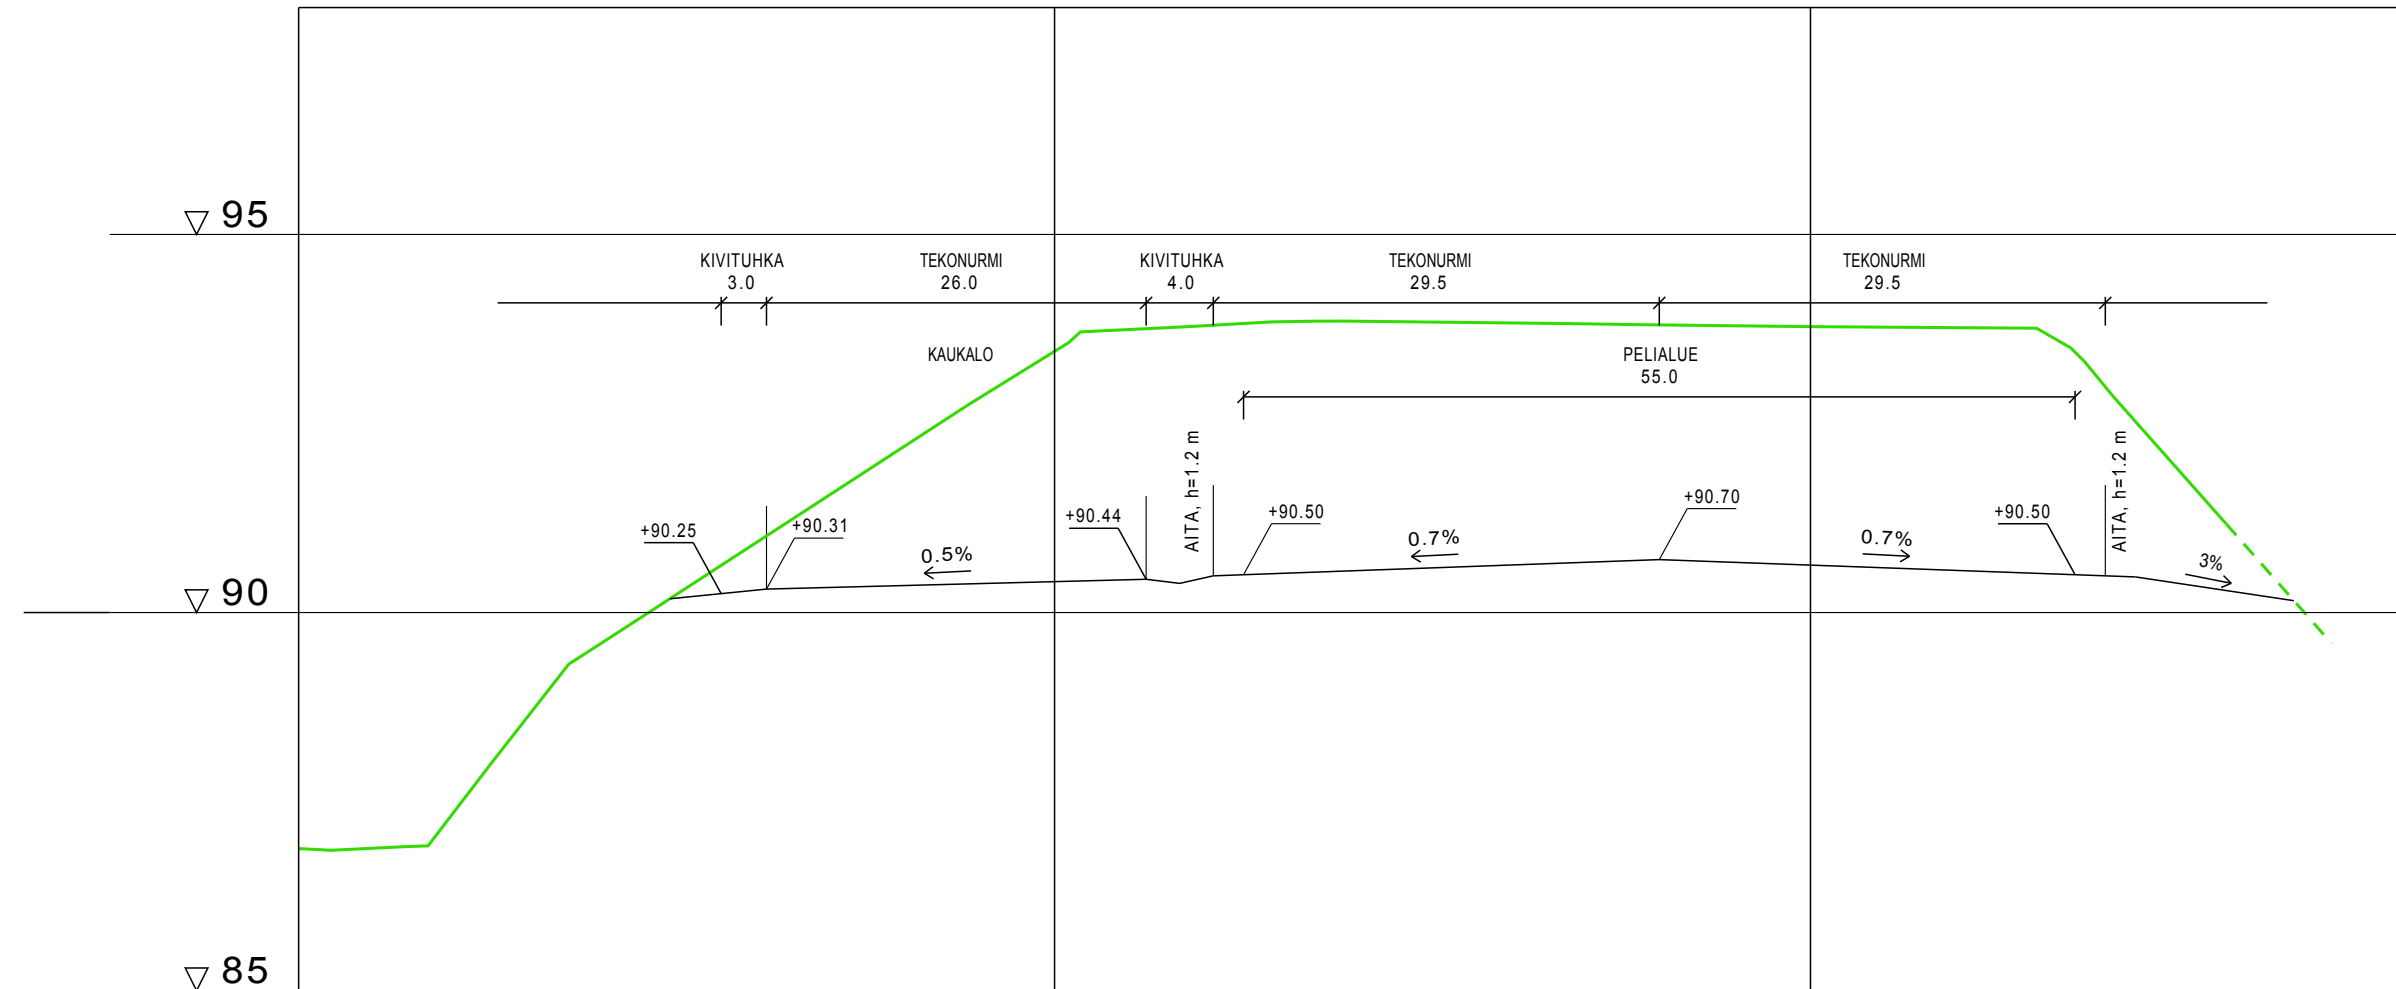 95
KIVITUHKA
3.0
TEKONURMI
26.0
KIVITUHKA
4.0
TEKONURMI
29.5
TEKONURMI
29.5
KAUKALO
PELIALUE
55.0
AITA, h=1.2 m
AITA, h=1.2 m
+90.25
+90.31
+90.44
+90.50
+90.70
+90.50
0.5%
0.7%
0.7%
3%
90
85